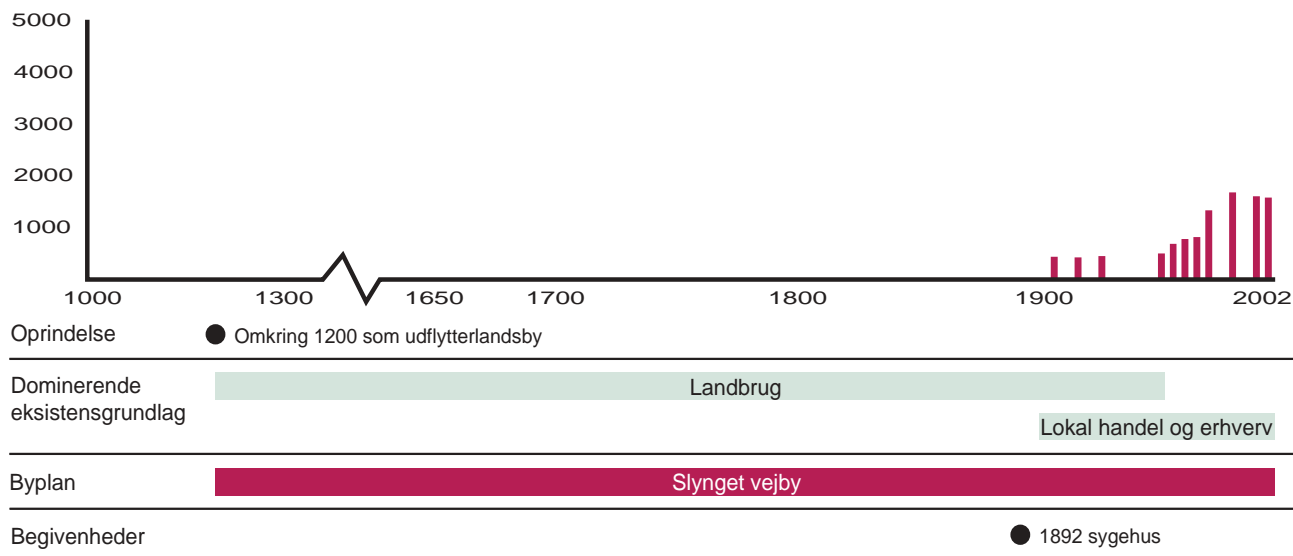 5000
4000
3000
2000
1000
1000 1300 1650 1700 1800 1900 2002
Oprindelse Omkring 1200 som udflytterlandsby
Dominerende
eksistensgrundlag
Landbrug
Lokal handel og erhverv
Byplan Slynget vejby
Begivenheder 1892 sygehus